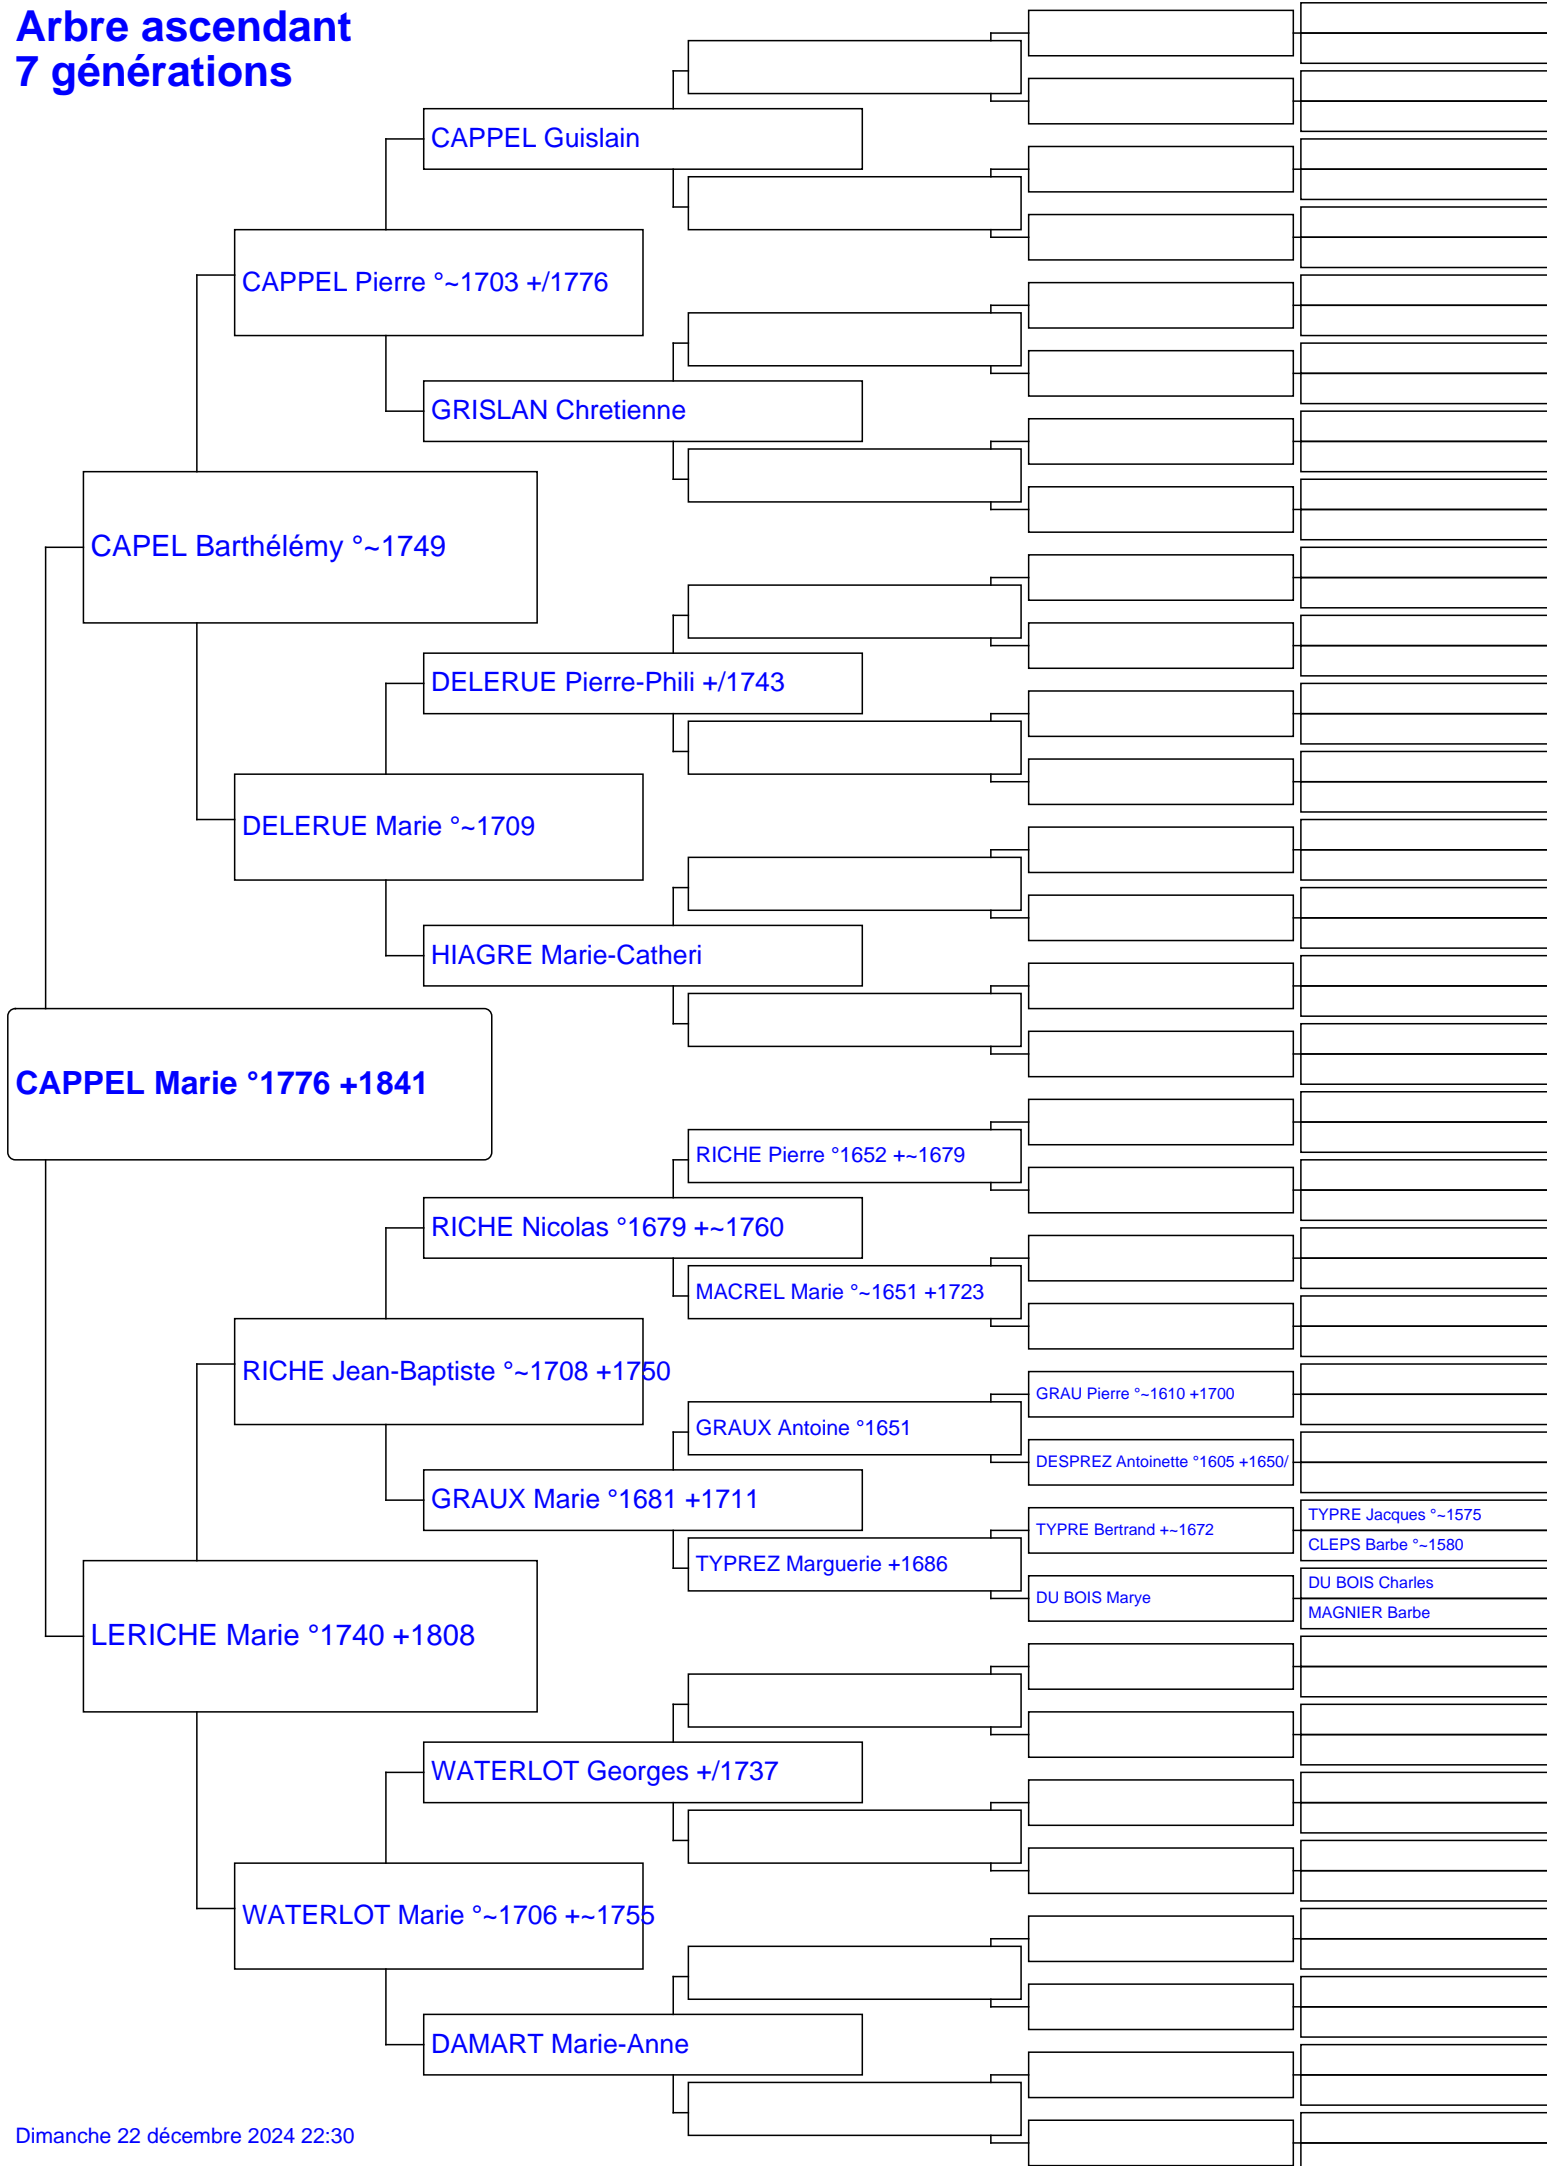 Arbre ascendant
7 générations
CAPPEL Guislain
CAPPEL Pierre °~1703 +/1776
GRISLAN Chretienne
CAPEL Barthélémy °~1749
DELERUE Pierre-Phili +/1743
DELERUE Marie °~1709
HIAGRE Marie-Catheri
CAPPEL Marie °1776 +1841
RICHE Pierre °1652 +~1679
RICHE Nicolas °1679 +~1760
MACREL Marie °~1651 +1723
RICHE Jean-Baptiste °~1708 +1750
GRAU Pierre °~1610 +1700
GRAUX Antoine °1651
DESPREZ Antoinette °1605 +1650/
GRAUX Marie °1681 +1711
TYPRE Jacques °~1575
TYPRE Bertrand +~1672
CLEPS Barbe °~1580
TYPREZ Marguerie +1686
DU BOIS Charles
DU BOIS Marye
MAGNIER Barbe
LERICHE Marie °1740 +1808
WATERLOT Georges +/1737
WATERLOT Marie °~1706 +~1755
DAMART Marie-Anne
Dimanche 22 décembre 2024 22:30